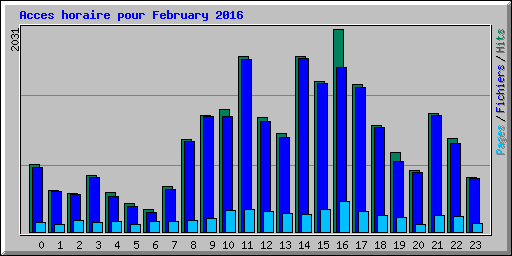 Acces horaire pour February 2016
2031
Pages / Fichiers / Hits
0 1 2 3 4 5 6 7 8 9 10 11 12 13 14 15 16 17 18 19 20 21 22 23